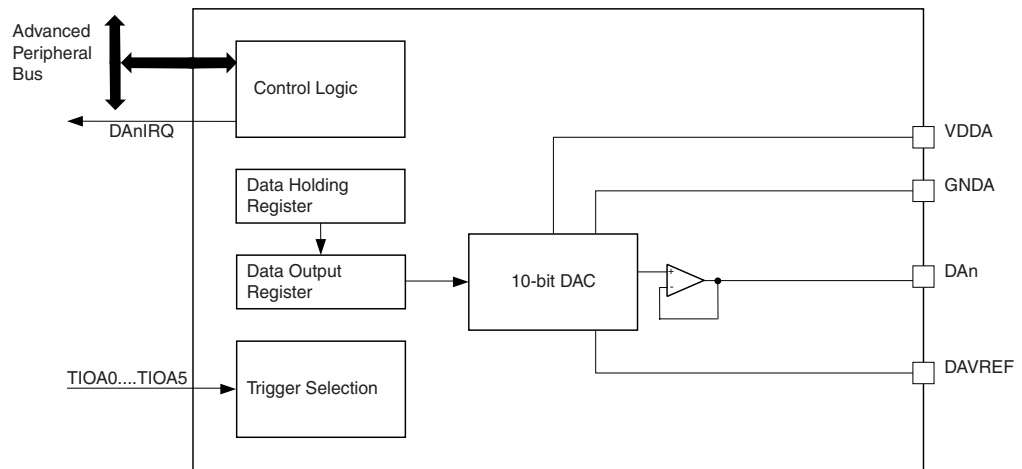 Advanced
Peripheral
Bus
Control Logic
DAnIRQ
VDDA
Data Holding
Register
GNDA
Data Output
Register
10-bit DAC
+
-
DAn
TIOA0....TIOA5
Trigger Selection
DAVREF